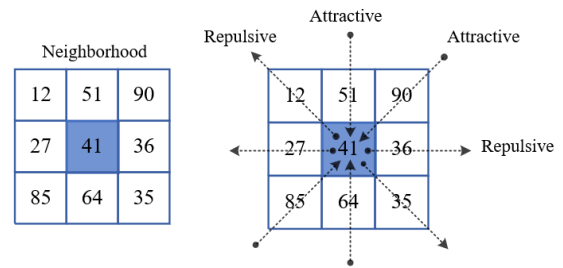 Attractive
Repulsive
Attractive
Neighborhood
12 51 90
27 41 36
85 64 35
12 51 90
27 41 36
Repulsive
85 64 35